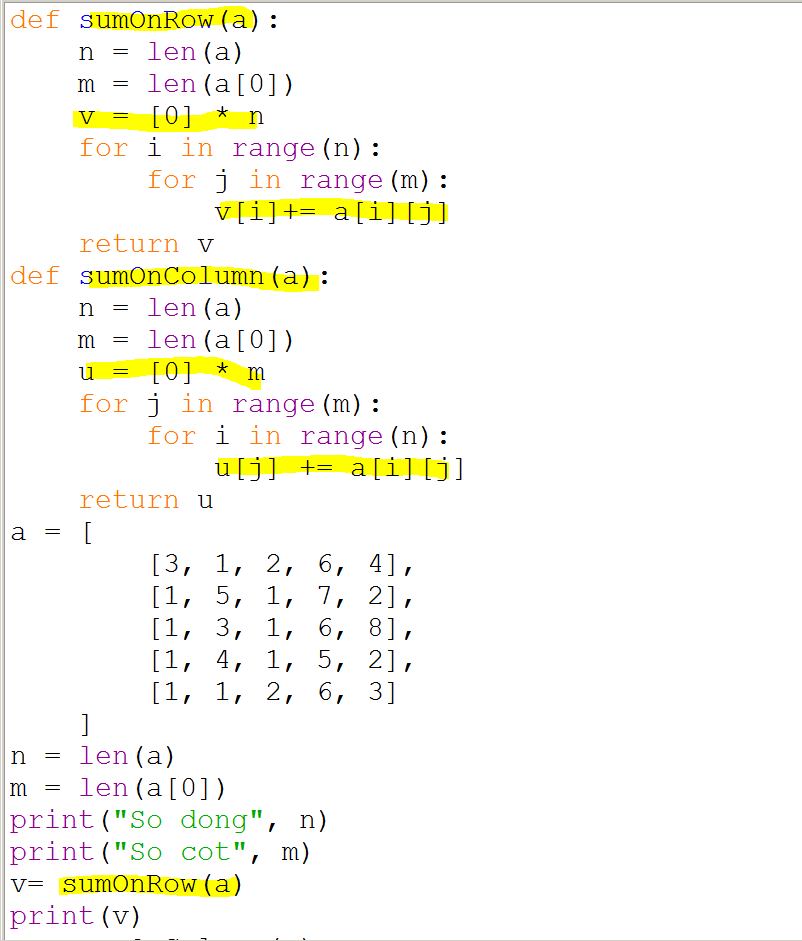 def sumOnRow(a):
    n = len(a)
    m = len(a[0])
    v = [0] * n
    for i in range(n):
        for j in range(m):
            v[i]+= a[i][j]
    return v
def sumOnColumn(a):
    n = len(a)
    m = len(a[0])
    u = [0] * m
    for j in range(m):
        for i in range(n):
            u[j] += a[i][j]
    return u
a = [
        [3, 1, 2, 6, 4],
        [1, 5, 1, 7, 2],
        [1, 3, 1, 6, 8],
        [1, 4, 1, 5, 2],
        [1, 1, 2, 6, 3]
    ]
n = len(a)
m = len(a[0])
print("So dong", n)
print("So cot", m)
v= sumOnRow(a)
print(v)